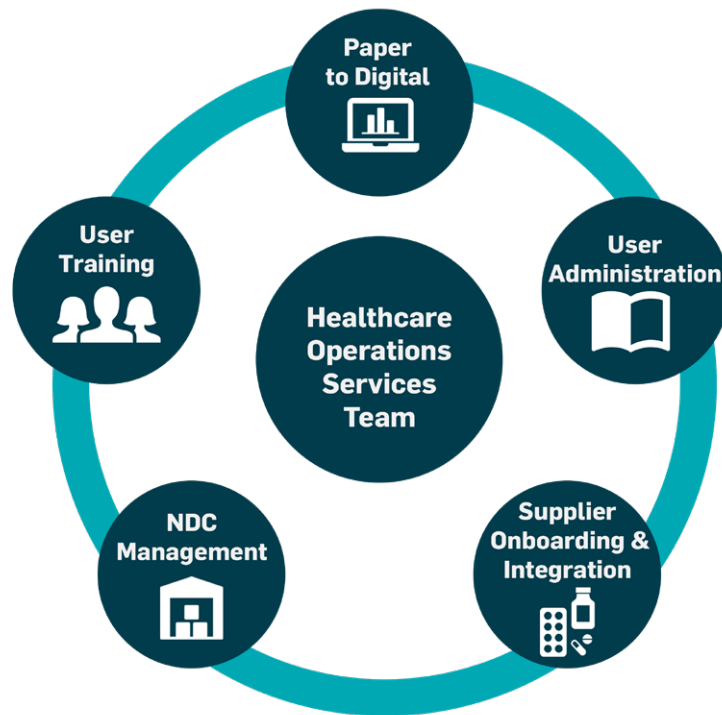 Paper
to Digital
User
Administration
Supplier
Onboarding &
Integration
NDC
Management
User
Training
Healthcare
Operations
Services
Team